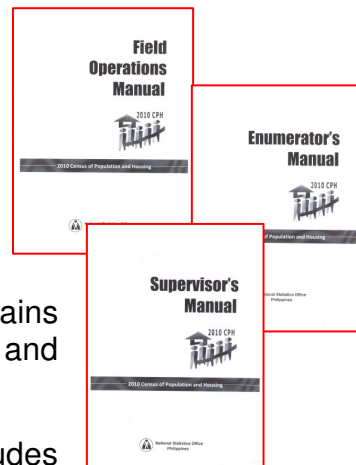 Field
Operations
Manual
2010 CPH
2010 Census of Population and Housing
Enumerator's
Manual
2010 CPH
of Population and Housing
National Statistics Office
Philippines
Supervisor's
Manual
2010 CPH
2010 Census of Population and Housing
National Statistics Office
Philippines
ains
and
udes